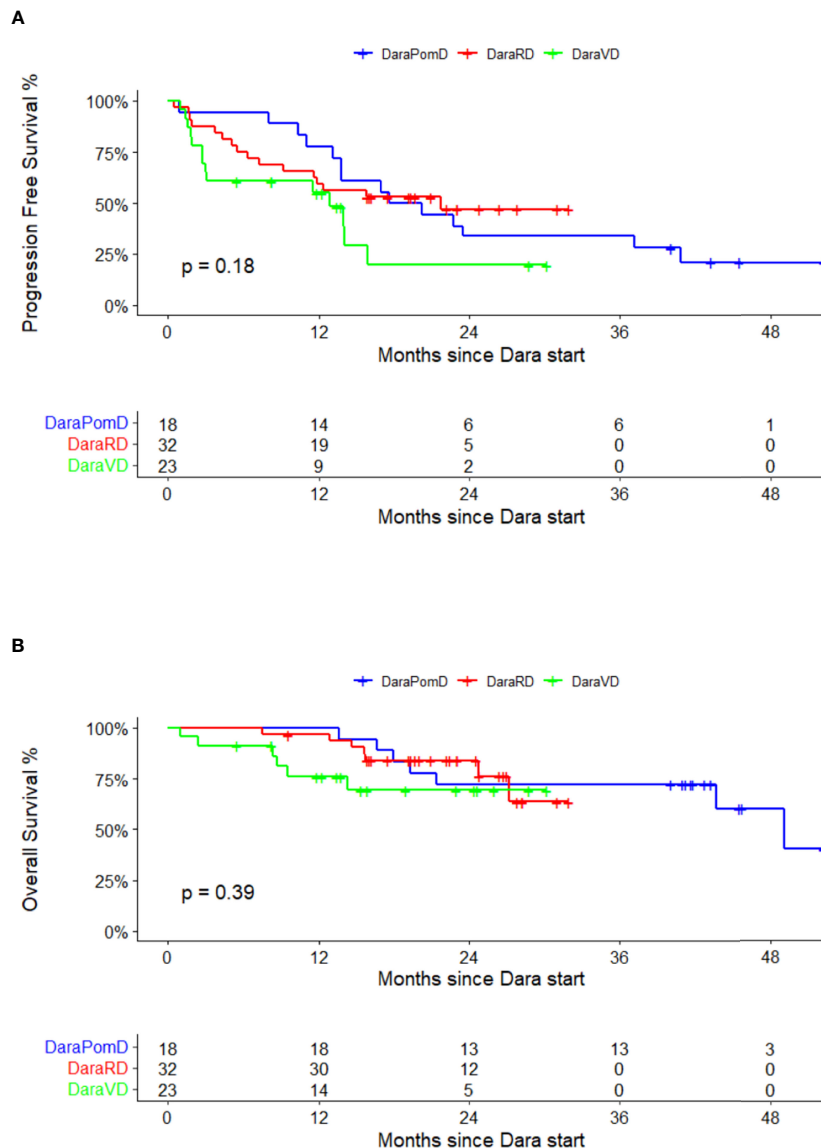 A
DaraPomD DaraRD DaraVD
Progression Free Survival %
100%
75%
50%
25%
0%
p = 0.18
0 12 24 36 48
Months since Dara start
DaraPomD 18 14 6 6 1
DaraRD 32 19 5 0 0
DaraVD 23 9 2 0 0
0 12 24 36 48
Months since Dara start
B
DaraPomD DaraRD DaraVD
Overall Survival %
100%
75%
50%
25%
0%
p = 0.39
0 12 24 36 48
Months since Dara start
DaraPomD 18 18 13 13 3
DaraRD 32 30 12 0 0
DaraVD 23 14 5 0 0
0 12 24 36 48
Months since Dara start